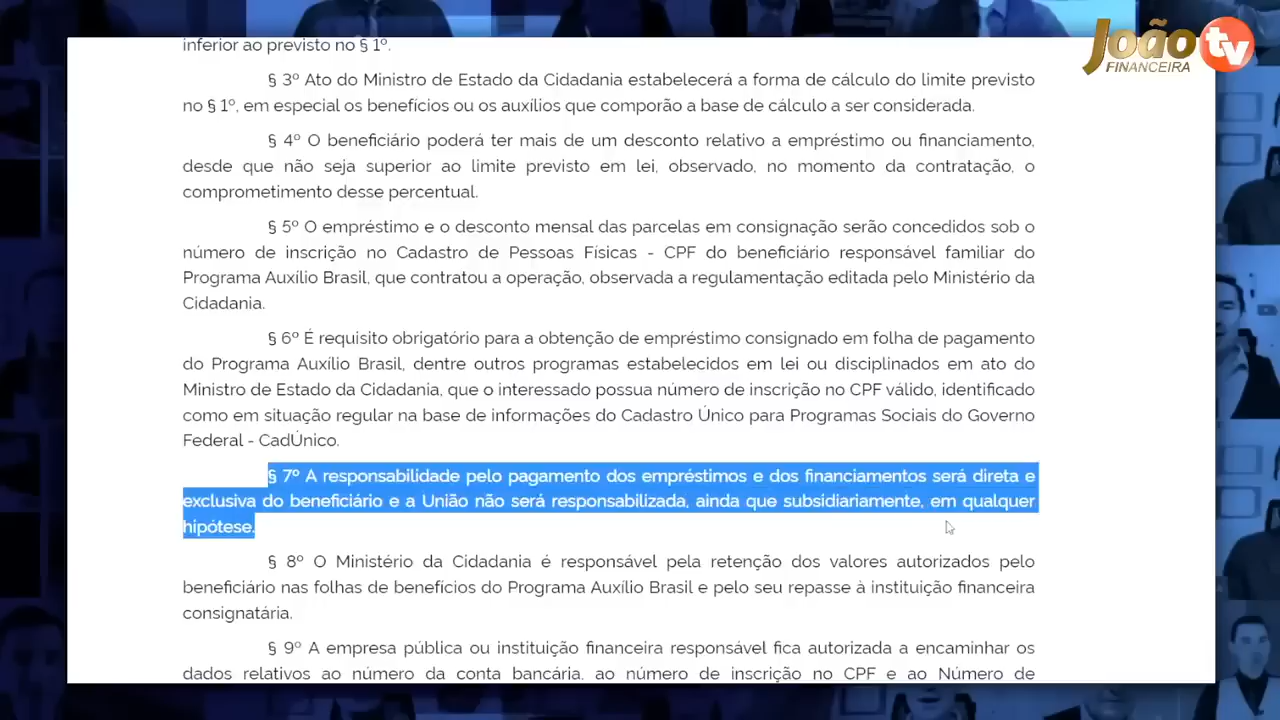 João tv
FINANCEIRA
inferior ao previsto no § 1º.
§ 3º Ato do Ministro de Estado da Cidadania estabelecerá a forma de cálculo do limite previsto
no § 1º, em especial os benefícios ou os auxílios que comporão a base de cálculo a ser considerada.
§ 4º O beneficiário poderá ter mais de um desconto relativo a empréstimo ou financiamento,
desde que não seja superior ao limite previsto em lei, observado, no momento da contratação, o
comprometimento desse percentual.
§ 5º O empréstimo e o desconto mensal das parcelas em consignação serão concedidos sob o
número de inscrição no Cadastro de Pessoas Físicas - CPF do beneficiário responsável familiar do
Programa Auxílio Brasil, que contratou a operação, observada a regulamentação editada pelo Ministério da
Cidadania.
§ 6º É requisito obrigatório para a obtenção de empréstimo consignado em folha de pagamento
do Programa Auxílio Brasil, dentre outros programas estabelecidos em lei ou disciplinados em ato do
Ministro de Estado da Cidadania, que o interessado possua número de inscrição no CPF válido, identificado
como em situação regular na base de informações do Cadastro Único para Programas Sociais do Governo
Federal - CadÚnico.
§ 7º A responsabilidade pelo pagamento dos empréstimos e dos financiamentos será direta e
exclusiva do beneficiário e a União não será responsabilizada, ainda que subsidiariamente, em qualquer
hipótese.
§ 8º O Ministério da Cidadania é responsável pela retenção dos valores autorizados pelo
beneficiário nas folhas de benefícios do Programa Auxílio Brasil e pelo seu repasse à instituição financeira
consignatária.
§ 9º A empresa pública ou instituição financeira responsável fica autorizada a encaminhar os
dados relativos ao número da conta bancária, ao número de inscrição no CPF e ao Número de